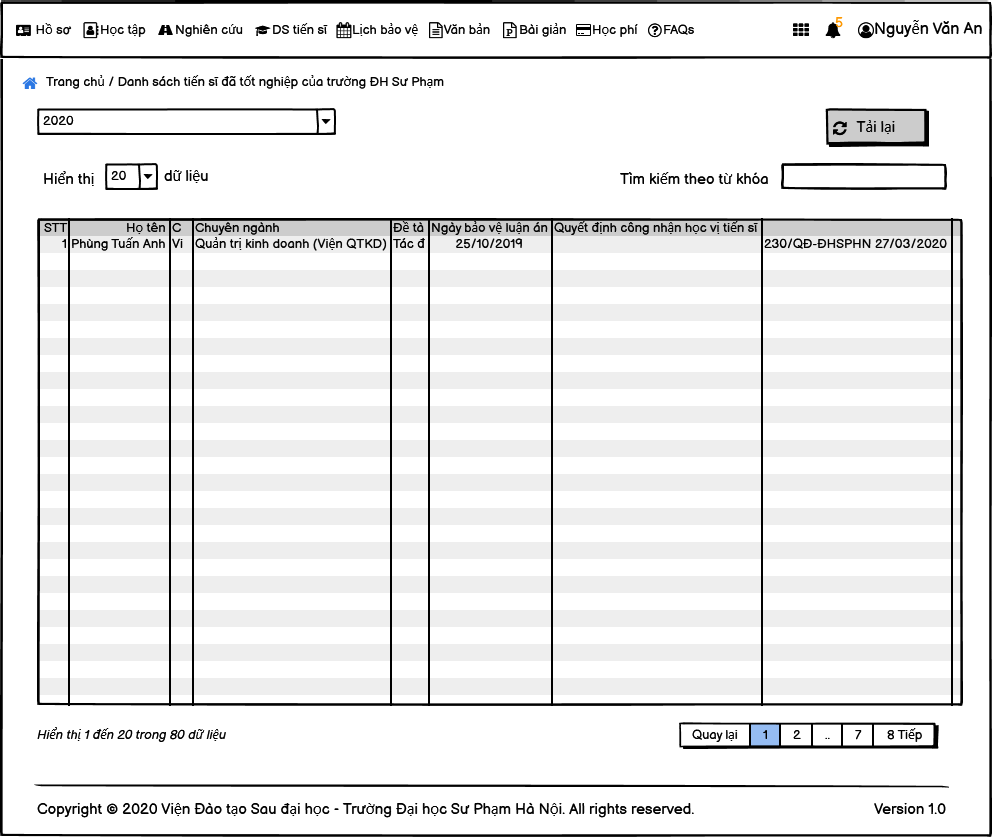 Hồ sơ Học tập Nghiên cứu DS tiến sĩ Lịch bảo vệ Văn bản Bài giản Học phí FAQs 5 Nguyễn Văn An
Trang chủ / Danh sách tiến sĩ đã tốt nghiệp của trường ĐH Sư Phạm
2020 Tải lại
Hiển thị 20 dữ liệu Tìm kiếm theo từ khóa
STT Họ tên C Chuyên ngành Đề tà Ngày bảo vệ luận án Quyết định công nhận học vị tiến sĩ
1 Phùng Tuấn Anh Vi Quản trị kinh doanh (Viện QTKD) Tác đ 25/10/2019 230/QĐ-ĐHSPHN 27/03/2020
Hiển thị 1 đến 20 trong 80 dữ liệu Quay lại 1 2 .. 7 8 Tiếp
Copyright © 2020 Viện Đào tạo Sau đại học - Trường Đại học Sư Phạm Hà Nội. All rights reserved. Version 1.0